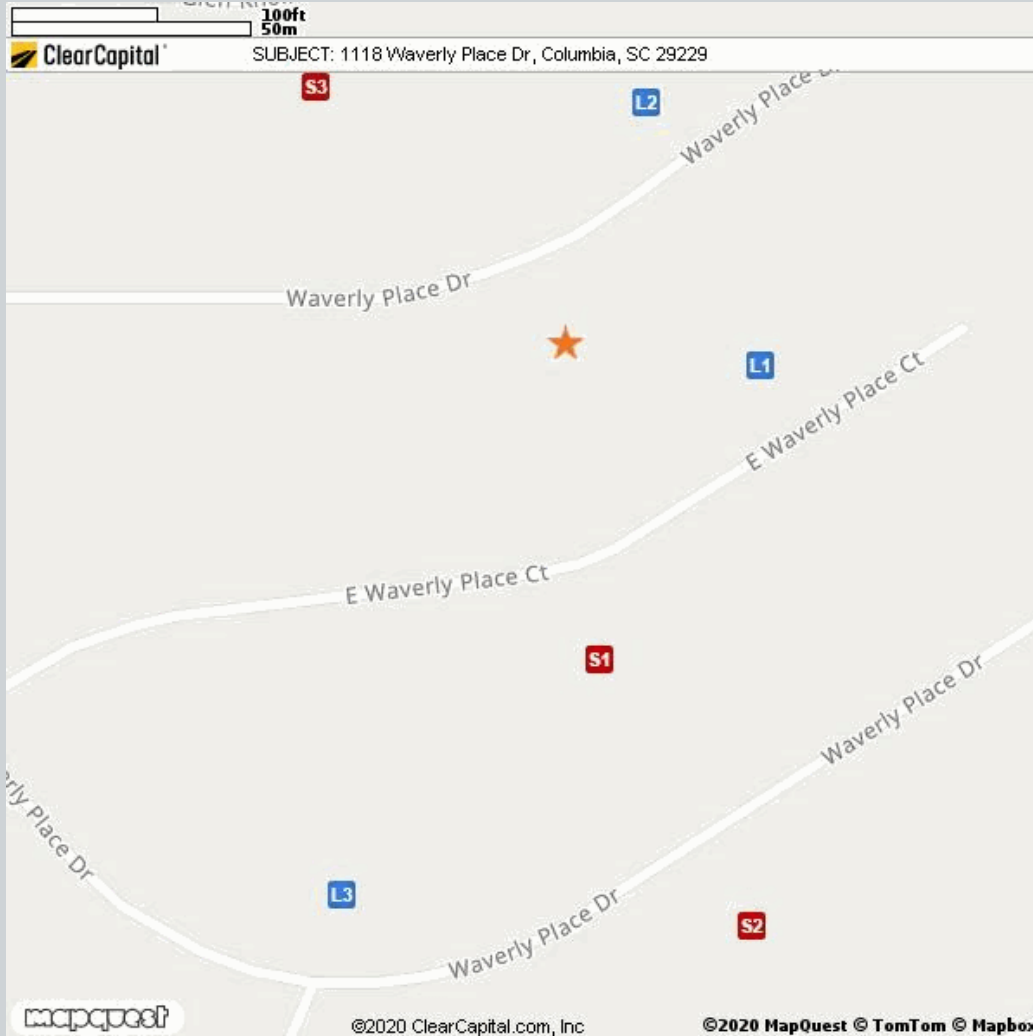 100ft
50m
ClearCapital
SUBJECT: 1118 Waverly Place Dr, Columbia, SC 29229
S3
L2
Waverly Place
Waverly Place Dr
L1
E Waverly Place Ct
E Waverly Place Ct
S1
Waverly Place Dr
Place Dr
L3
Waverly Place Dr
S2
mapquest
©2020 ClearCapital.com, Inc
©2020 MapQuest © TomTom © Mapbox